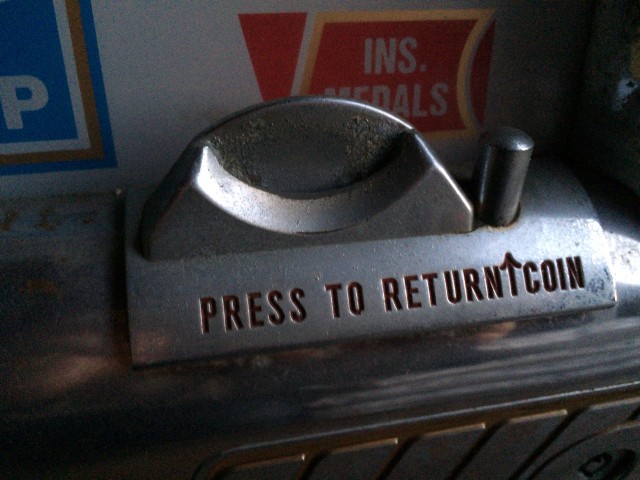 P
INS.
MEDALS
PRESS TO RETURN↑COIN